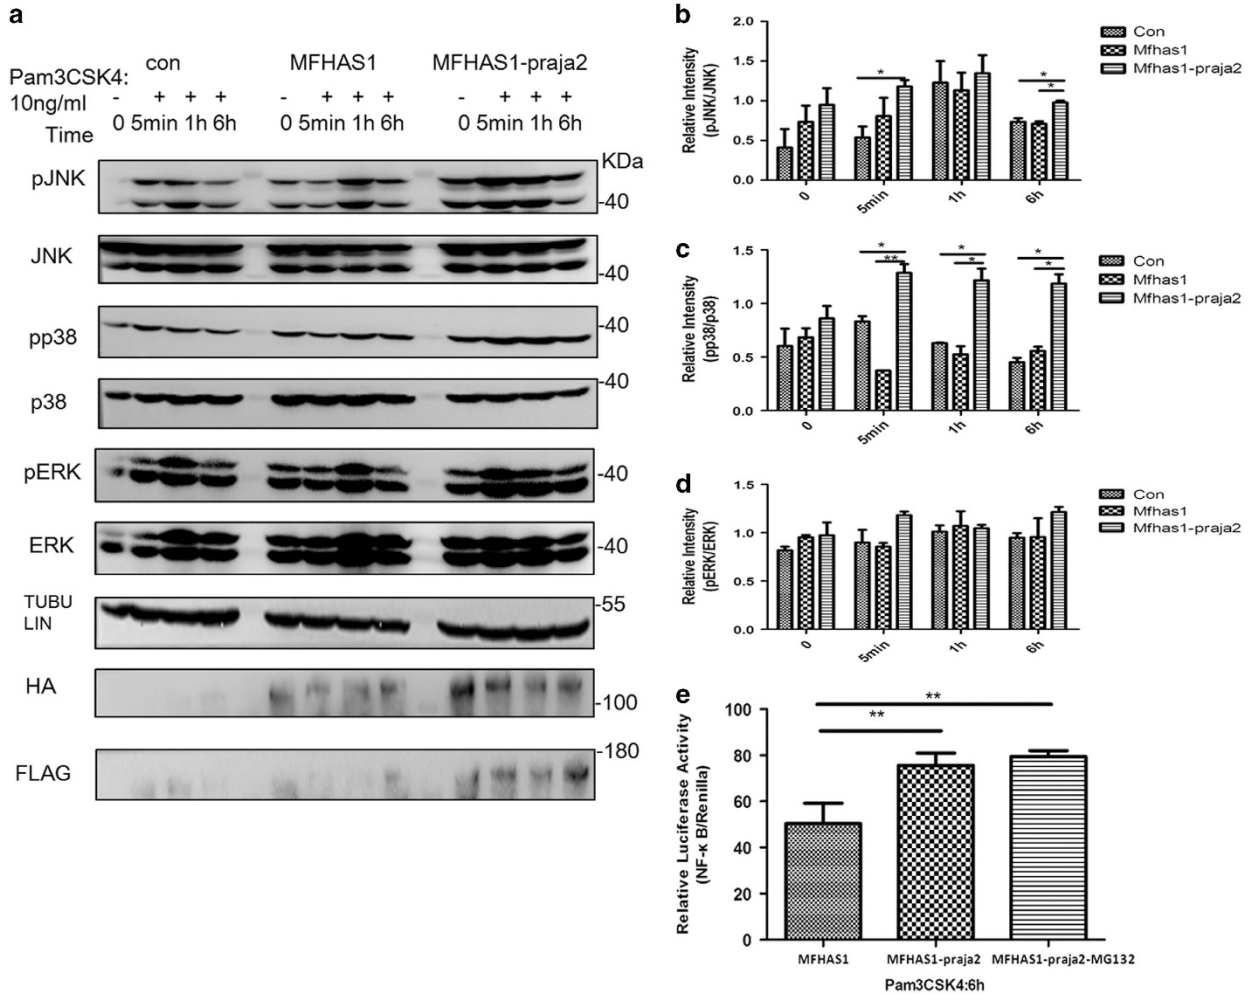 a
con MFHAS1 MFHAS1-praja2
Pam3CSK4:
10ng/ml - + + + - + + + - + + +
Time 0 5min 1h 6h 0 5min 1h 6h 0 5min 1h 6h
KDa
pJNK -40
JNK -40
pp38 -40
p38 -40
pERK -40
ERK -40
TUBU
LIN -55
HA -100
FLAG -180
b
Relative Intensity
(pJNK/JNK)
2.0
1.5
1.0
0.5
0.0
* * *
0 5min 1h 6h
Con
Mfhas1
Mfhas1-praja2
c
Relative Intensity
(pp38/p38)
1.5
1.0
0.5
0.0
* ** * * * *
0 5min 1h 6h
Con
Mfhas1
Mfhas1-praja2
d
Relative Intensity
(pERK/ERK)
1.5
1.0
0.5
0.0
0 5min 1h 6h
Con
Mfhas1
Mfhas1-praja2
e
Relative Luciferase Activity
(NF-κ B/Renilla)
100
80
60
40
20
0
**
**
MFHAS1 MFHAS1-praja2 MFHAS1-praja2-MG132
Pam3CSK4:6h